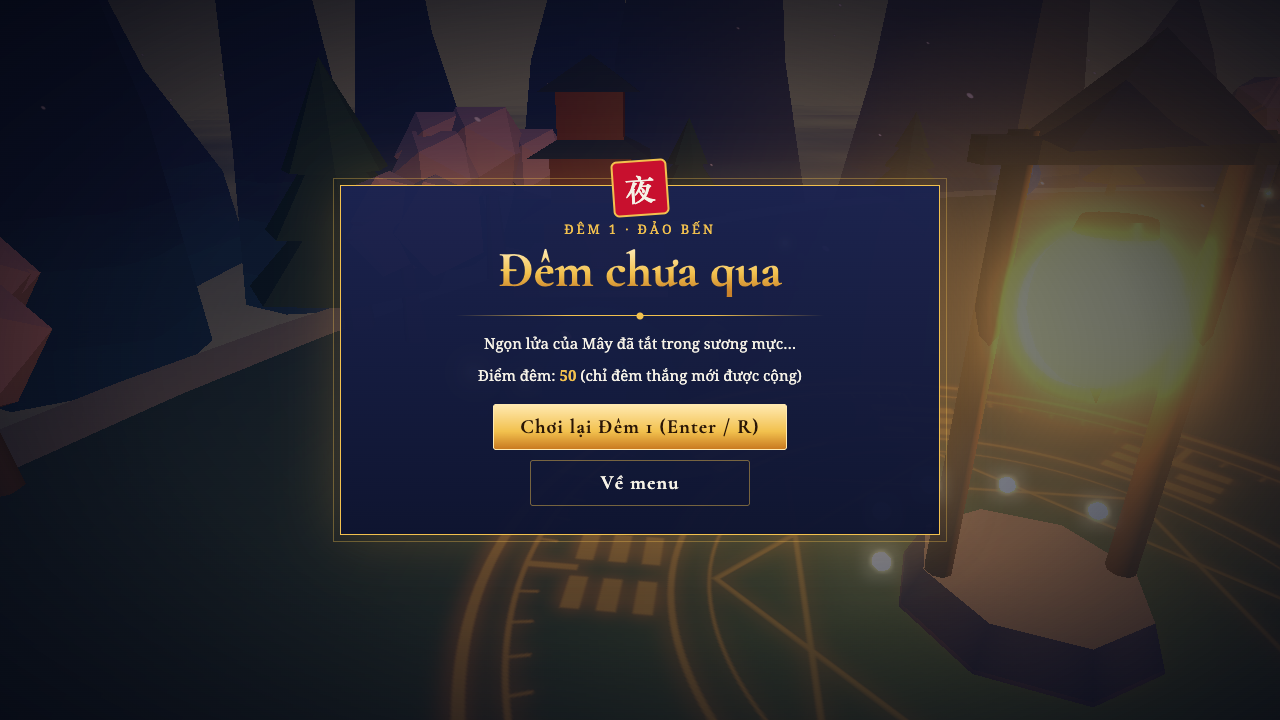 夜
ĐÊM 1 · ĐẢO BẾN
Đêm chưa qua
Ngọn lửa của Mây đã tắt trong sương mực...
Điểm đêm: 50 (chỉ đêm thắng mới được cộng)
Chơi lại Đêm 1 (Enter / R)
Về menu